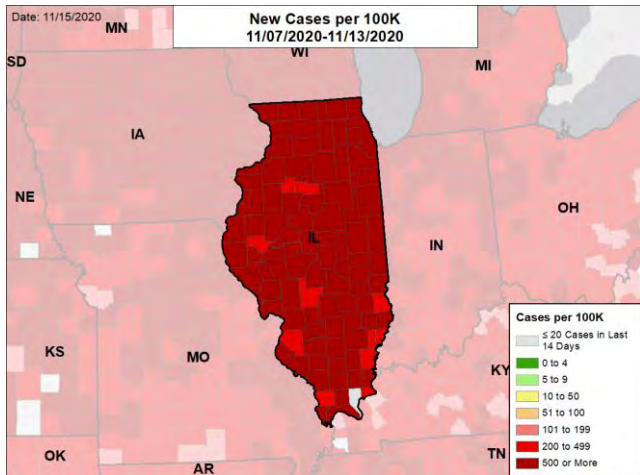 Date: 11/15/2020
New Cases per 100K
11/07/2020-11/13/2020
MN
WI
SD
MI
IA
NE
OH
IL
IN
KS
MO
KY
OK
AR
TN
Cases per 100K
≤ 20 Cases in Last
14 Days
0 to 4
5 to 9
10 to 50
51 to 100
101 to 199
200 to 499
500 or More